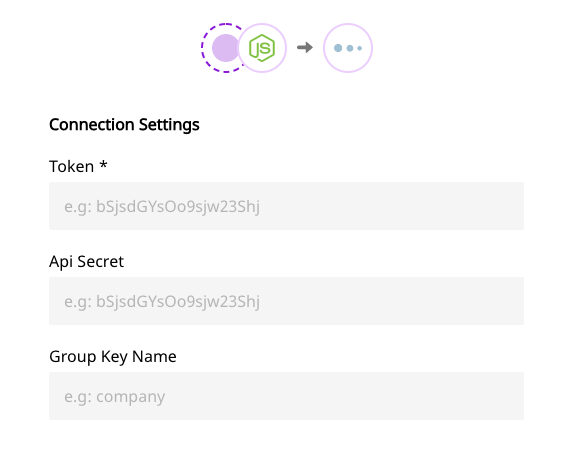 JS
Connection Settings
Token *
e.g: bSjsdGYsOo9sjw23Shj
Api Secret
e.g: bSjsdGYsOo9sjw23Shj
Group Key Name
e.g: company